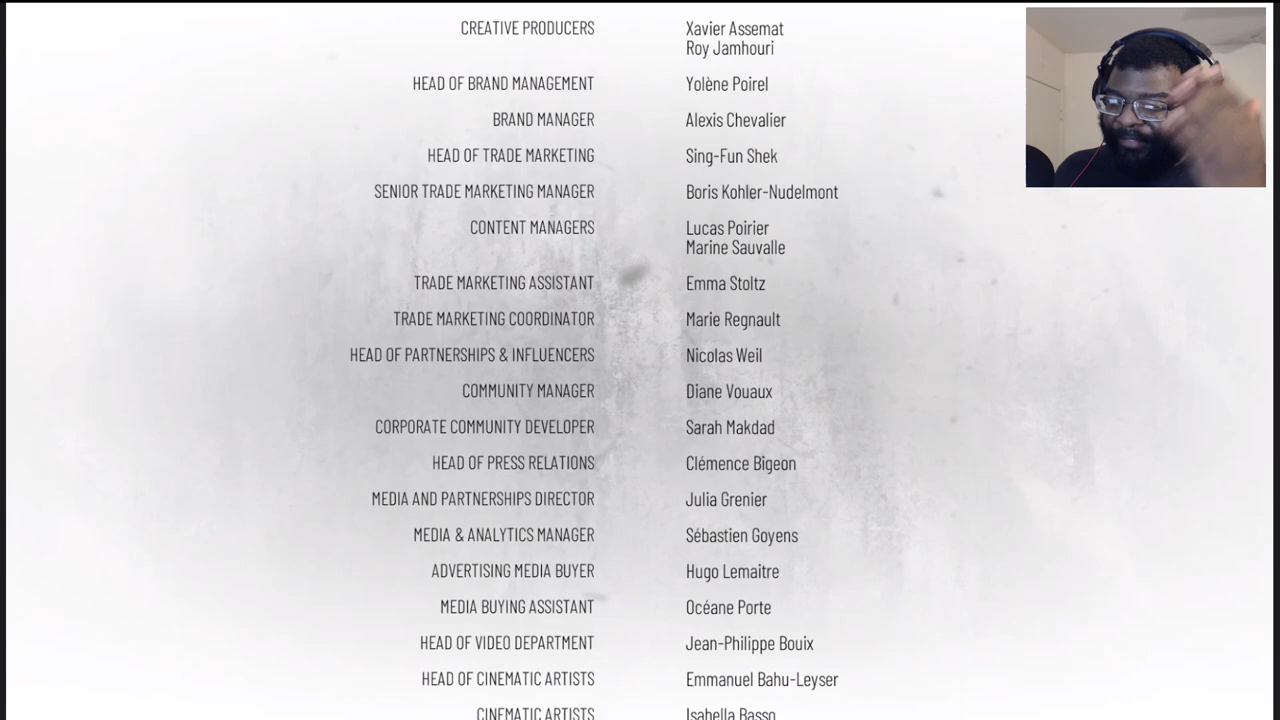 CREATIVE PRODUCERS Xavier Assemat
Roy Jamhouri
HEAD OF BRAND MANAGEMENT Yolène Poirel
BRAND MANAGER Alexis Chevalier
HEAD OF TRADE MARKETING Sing-Fun Shek
SENIOR TRADE MARKETING MANAGER Boris Kohler-Nudelmont
CONTENT MANAGERS Lucas Poirier
Marine Sauvalle
TRADE MARKETING ASSISTANT Emma Stoltz
TRADE MARKETING COORDINATOR Marie Regnault
HEAD OF PARTNERSHIPS & INFLUENCERS Nicolas Weil
COMMUNITY MANAGER Diane Vouaux
CORPORATE COMMUNITY DEVELOPER Sarah Makdad
HEAD OF PRESS RELATIONS Clémence Bigeon
MEDIA AND PARTNERSHIPS DIRECTOR Julia Grenier
MEDIA & ANALYTICS MANAGER Sébastien Goyens
ADVERTISING MEDIA BUYER Hugo Lemaitre
MEDIA BUYING ASSISTANT Océane Porte
HEAD OF VIDEO DEPARTMENT Jean-Philippe Bouix
HEAD OF CINEMATIC ARTISTS Emmanuel Bahu-Leyser
CINEMATIC ARTISTS Isabella Basso